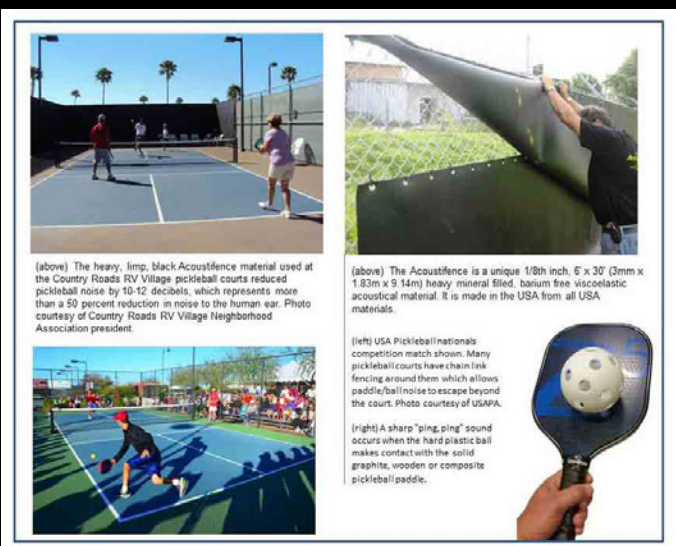 (above) The heavy, limp, black Acoustifence material used at
the Country Roads RV Village pickleball courts reduced
pickleball noise by 10-12 decibels, which represents more
than a 50 percent reduction in noise to the human ear. Photo
courtesy of Country Roads RV Village Neighborhood
Association president.
(above) The Acoustifence is a unique 1/8th inch, 6' x 30' (3mm x
1.83m x 9.14m) heavy mineral filled, barium free viscoelastic
acoustical material. It is made in the USA from all USA
materials.
(left) USA Pickleball nationals
competition match shown. Many
pickleball courts have chain link
fencing around them which allows
paddle/ball noise to escape beyond
the court. Photo courtesy of USAPA.
(right) A sharp "ping, ping" sound
occurs when the hard plastic ball
makes contact with the solid
graphite, wooden or composite
pickleball paddle.